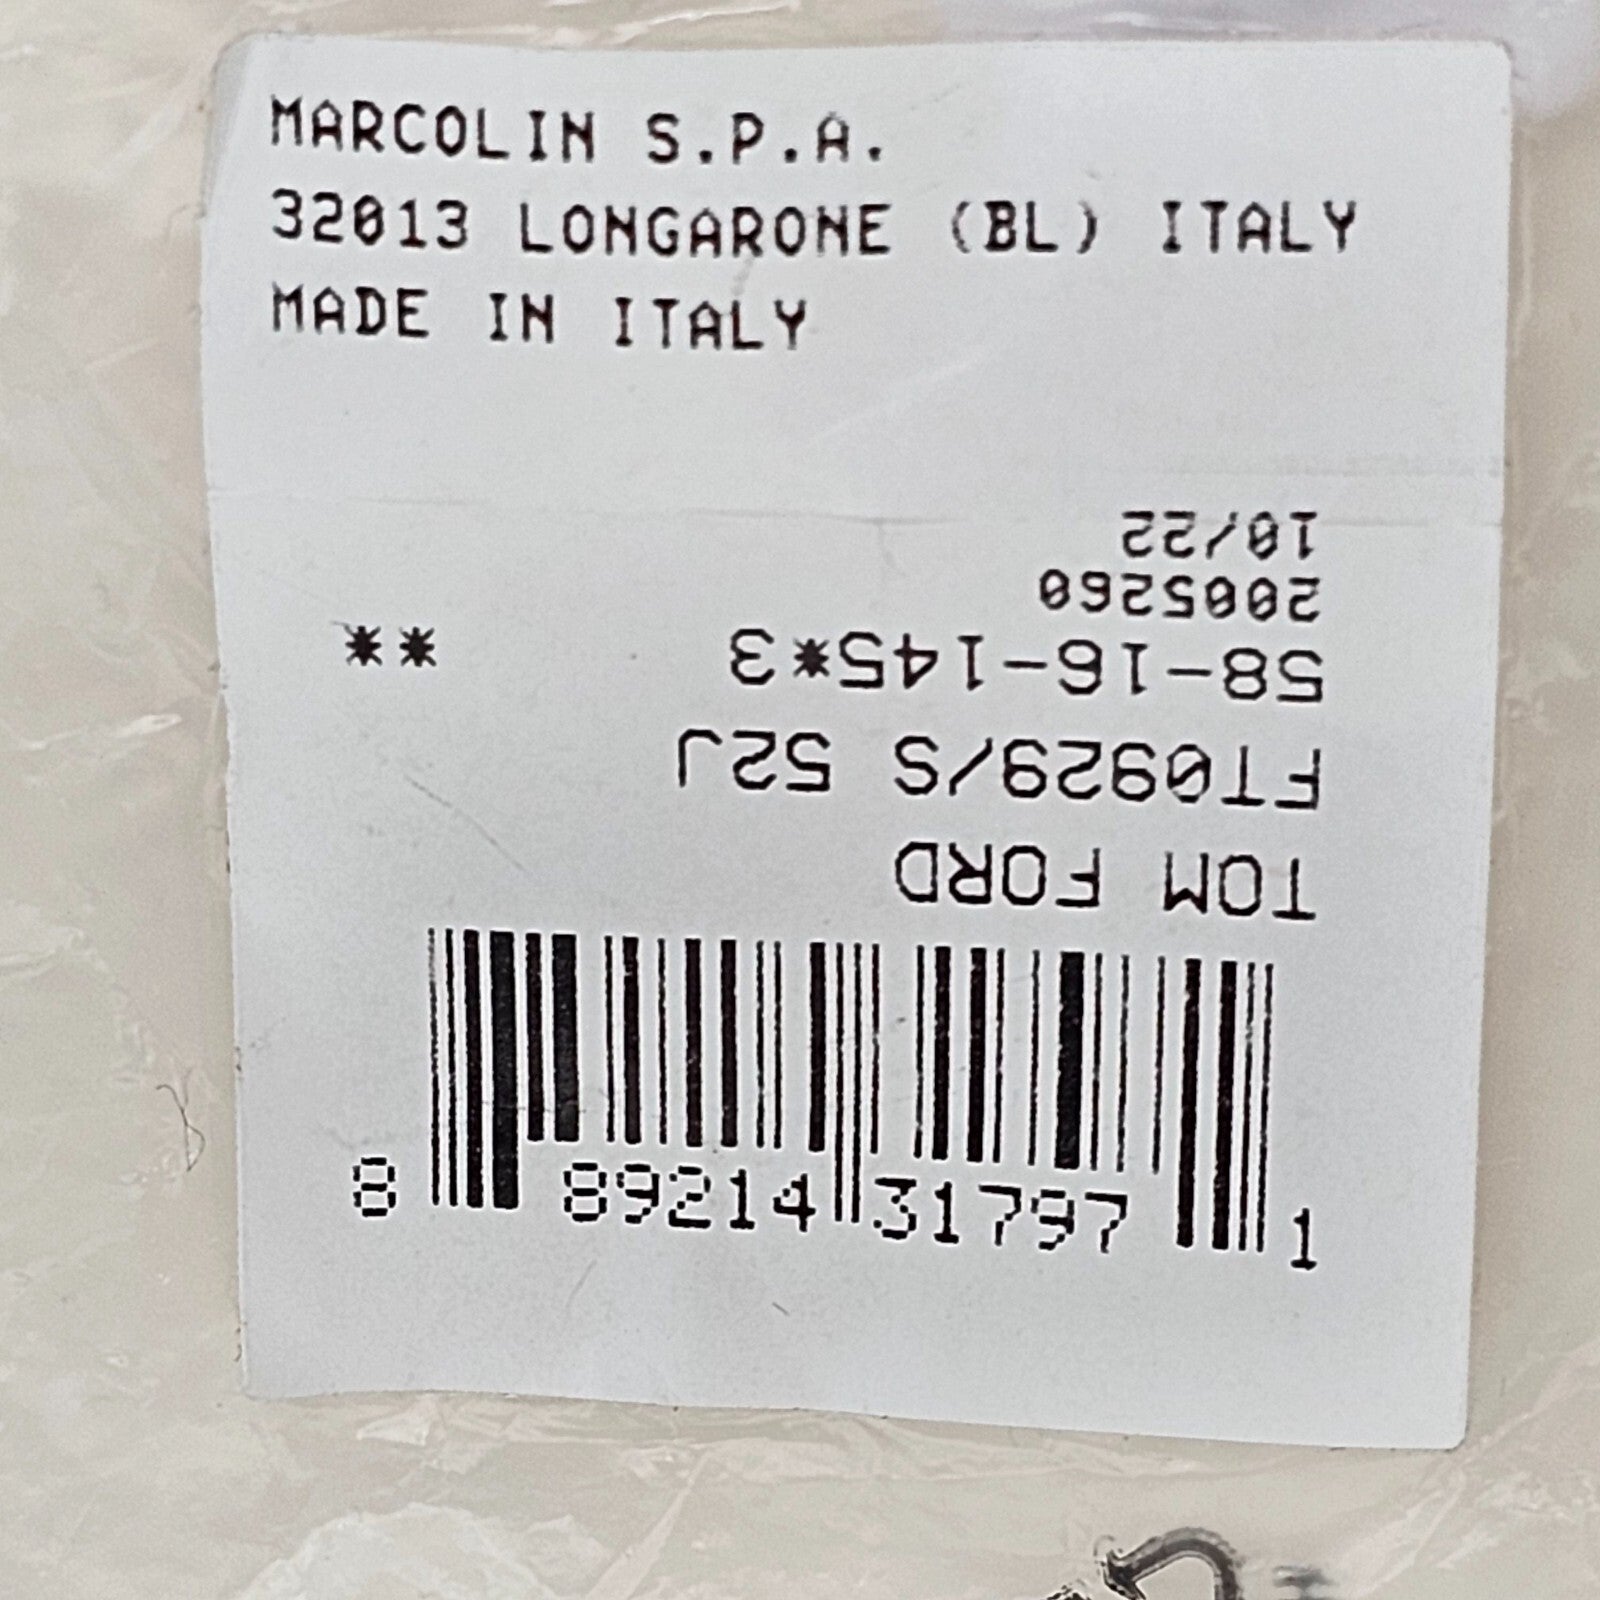 MARCOLIN S.P.A.
32013 LONGARONE (BL) ITALY
MADE IN ITALY
TOM FORD
FT0929/S 52J
58-16-145*3 **
2005260
10/22
8 89214 31797 1